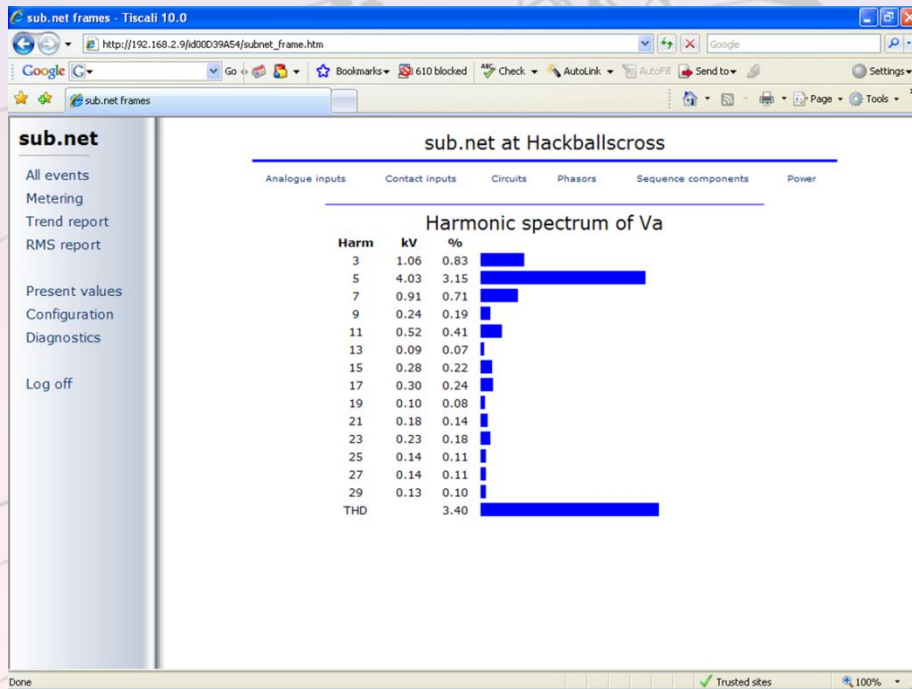 sub.net frames - Tiscali 10.0
http://192.168.2.9/id00D39A54/subnet_frame.htm
Google
Google G
Go
Bookmarks
610 blocked
Check
AutoLink
AutoFill
Send to
Settings
sub.net frames
Page
Tools
sub.net
All events
Metering
Trend report
RMS report
Present values
Configuration
Diagnostics
Log off
sub.net at Hackballscross
Analogue inputs Contact inputs Circuits Phasors Sequence components Power
Harmonic spectrum of Va
Harm kV %
3 1.06 0.83
5 4.03 3.15
7 0.91 0.71
9 0.24 0.19
11 0.52 0.41
13 0.09 0.07
15 0.28 0.22
17 0.30 0.24
19 0.10 0.08
21 0.18 0.14
23 0.23 0.18
25 0.14 0.11
27 0.14 0.11
29 0.13 0.10
THD 3.40
Done
Trusted sites
100%